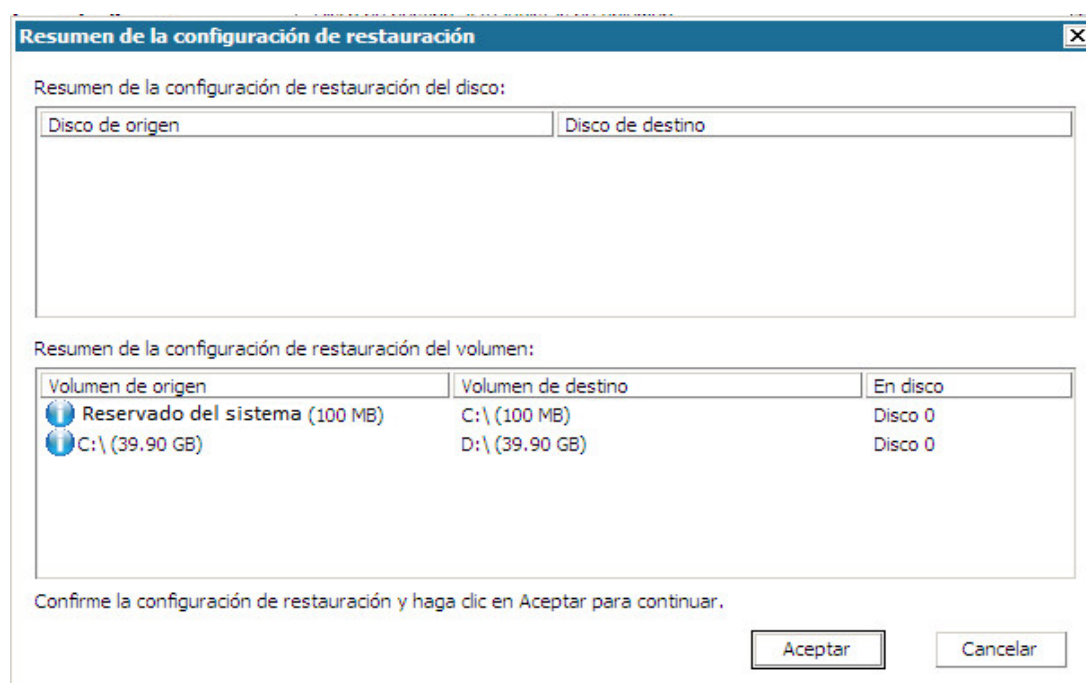 Resumen de la configuración de restauración
Resumen de la configuración de restauración del disco:
Disco de origen Disco de destino
Resumen de la configuración de restauración del volumen:
Volumen de origen Volumen de destino En disco
Reservado del sistema (100 MB) C:\ (100 MB) Disco 0
C:\ (39.90 GB) D:\ (39.90 GB) Disco 0
Confirme la configuración de restauración y haga clic en Aceptar para continuar.
Aceptar Cancelar